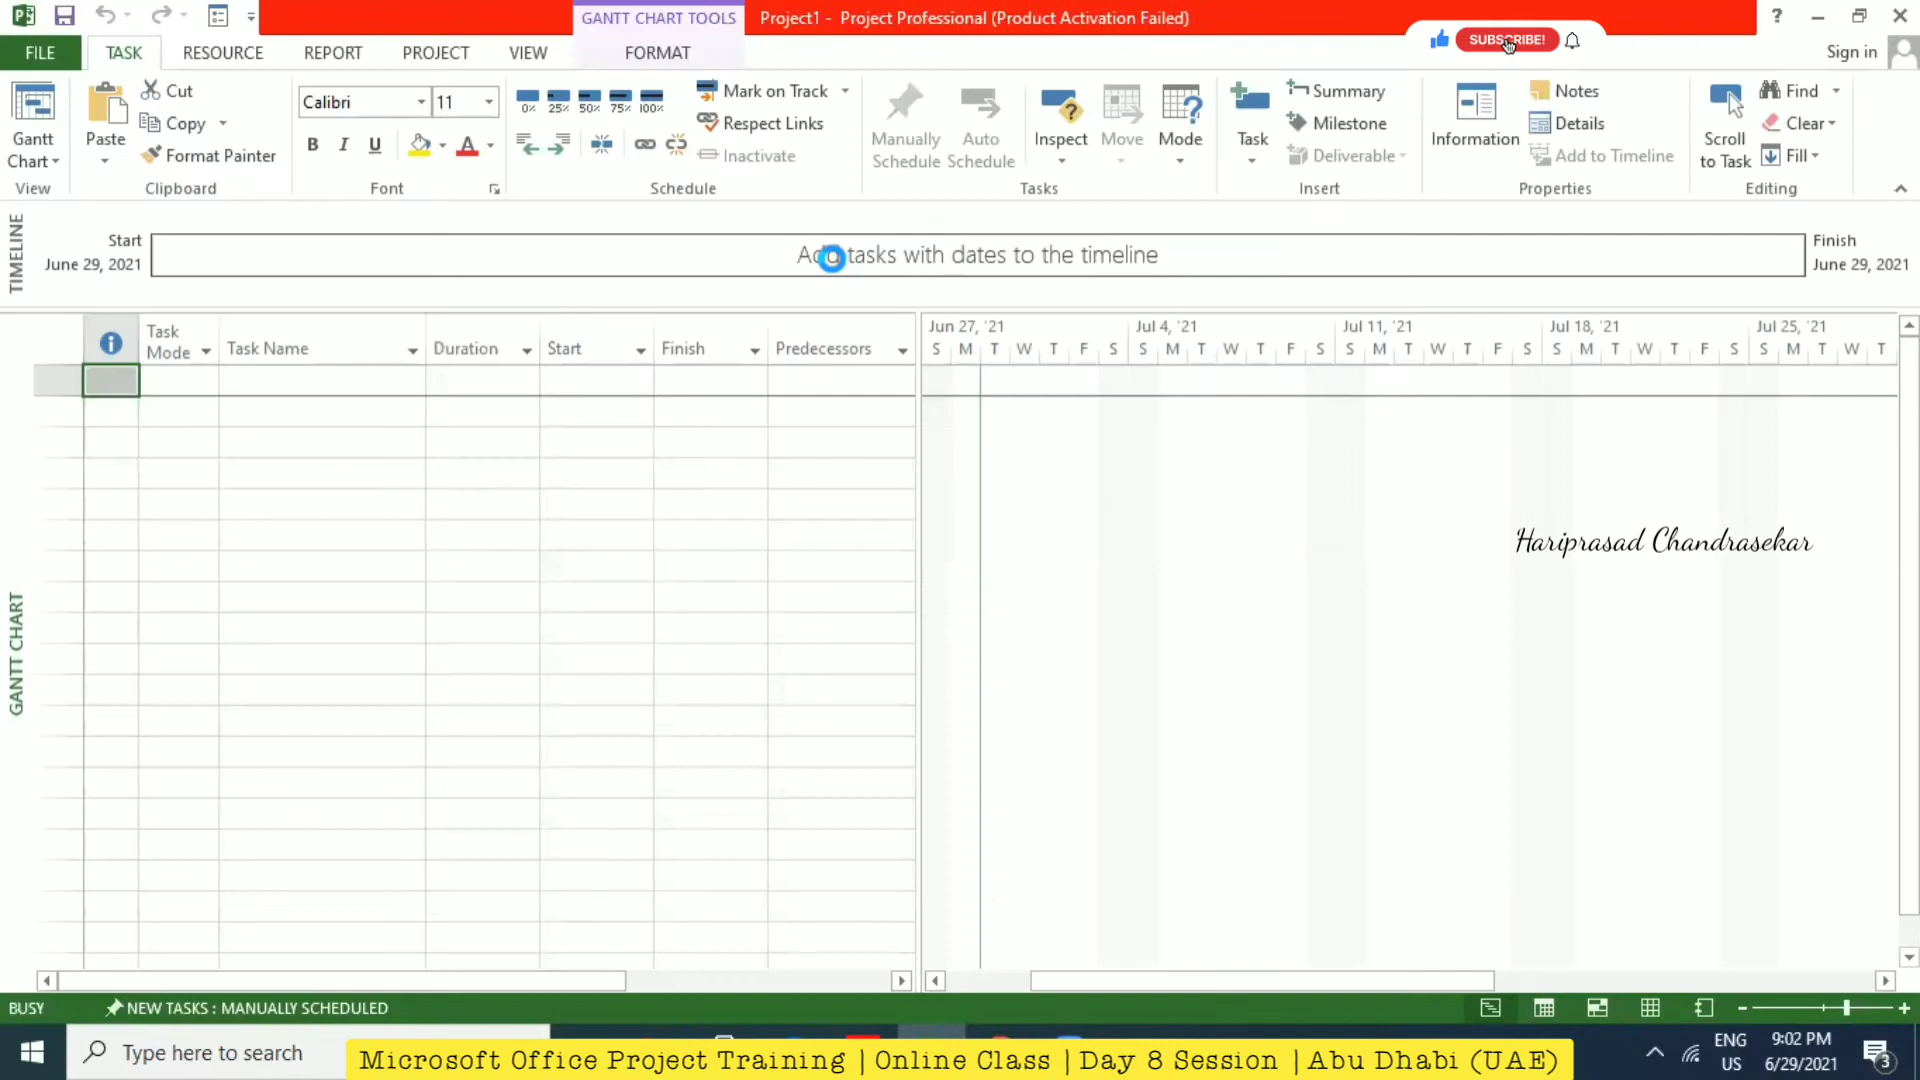 GANTT CHART TOOLS
Project1 - Project Professional (Product Activation Failed)
?
SUBSCRIBE!
FILE
TASK
RESOURCE
REPORT
PROJECT
VIEW
FORMAT
Sign in
Gantt
Chart
View
Paste
Cut
Copy
Format Painter
Clipboard
Calibri
11
B I U
A
Font
0% 25% 50% 75% 100%
Mark on Track
Respect Links
Inactivate
Schedule
Manually
Schedule
Auto
Schedule
Inspect
Move
Mode
Tasks
Task
Summary
Milestone
Deliverable
Insert
Information
Notes
Details
Add to Timeline
Properties
Scroll
to Task
Find
Clear
Fill
Editing
TIMELINE
Start
June 29, 2021
Add tasks with dates to the timeline
Finish
June 29, 2021
Task
Mode
Task Name
Duration
Start
Finish
Predecessors
Jun 27, '21
Jul 4, '21
Jul 11, '21
Jul 18, '21
Jul 25, '21
S M T W T F S S M T W T F S S M T W T F S S M T W T F S S M T W T
GANTT CHART
Hariprasad Chandrasekar
BUSY
NEW TASKS : MANUALLY SCHEDULED
Type here to search
Microsoft Office Project Training | Online Class | Day 8 Session | Abu Dhabi (UAE)
ENG
US
9:02 PM
6/29/2021
3